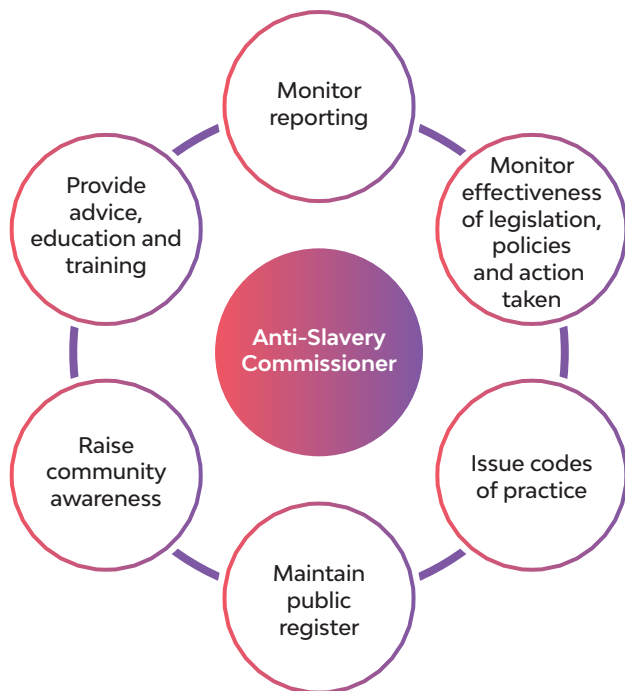 Monitor
reporting
Monitor
effectiveness
of legislation,
policies
and action
taken
Issue codes
of practice
Maintain
public
register
Raise
community
awareness
Provide
advice,
education and
training
Anti-Slavery
Commissioner